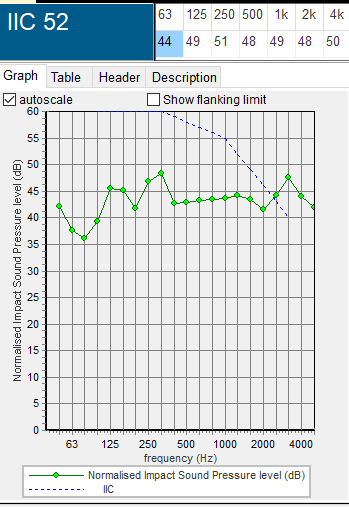 IIC 52
63 125 250 500 1k 2k 4k
44 49 51 48 49 48 50
Graph Table Header Description
autoscale Show flanking limit
Normalised Impact Sound Pressure level (dB)
60
55
50
45
40
35
30
25
20
15
10
5
0
63 125 250 500 1000 2000 4000
frequency (Hz)
Normalised Impact Sound Pressure level (dB)
IIC